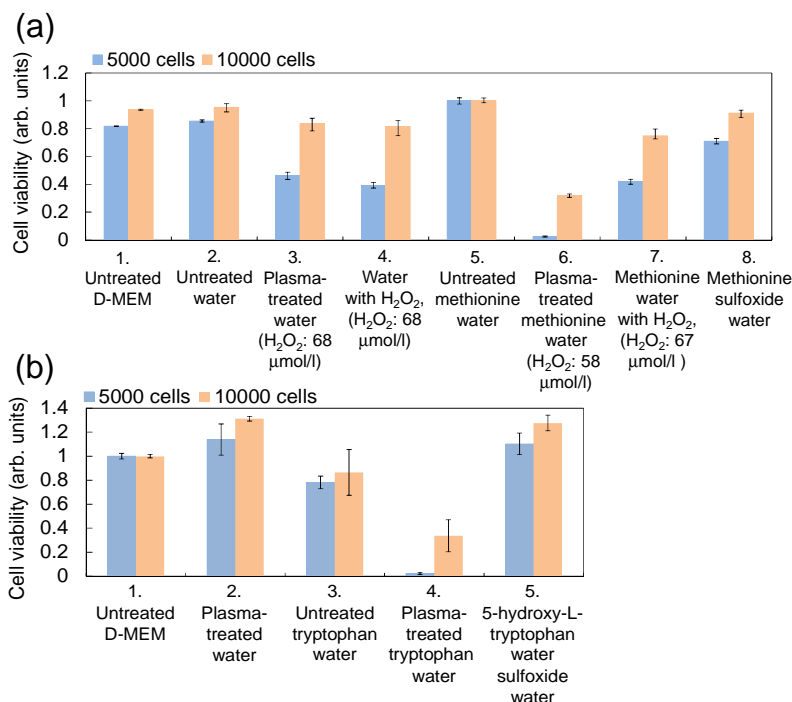 (a)
5000 cells 10000 cells
Cell viability (arb. units)
1.2
1
0.8
0.6
0.4
0.2
0
1.
Untreated
D-MEM
2.
Untreated
water
3.
Plasma-
treated
water
(H₂O₂: 68
μmol/l)
4.
Water
with H₂O₂,
(H₂O₂: 68
μmol/l)
5.
Untreated
methionine
water
6.
Plasma-
treated
methionine
water
(H₂O₂: 58
μmol/l)
7.
Methionine
water
with H₂O₂,
(H₂O₂: 67
μmol/l )
8.
Methionine
sulfoxide
water
(b)
5000 cells 10000 cells
Cell viability (arb. units)
1.4
1.2
1
0.8
0.6
0.4
0.2
0
1.
Untreated
D-MEM
2.
Plasma-
treated
water
3.
Untreated
tryptophan
water
4.
Plasma-
treated
tryptophan
water
5.
5-hydroxy-L-
tryptophan
water
sulfoxide
water